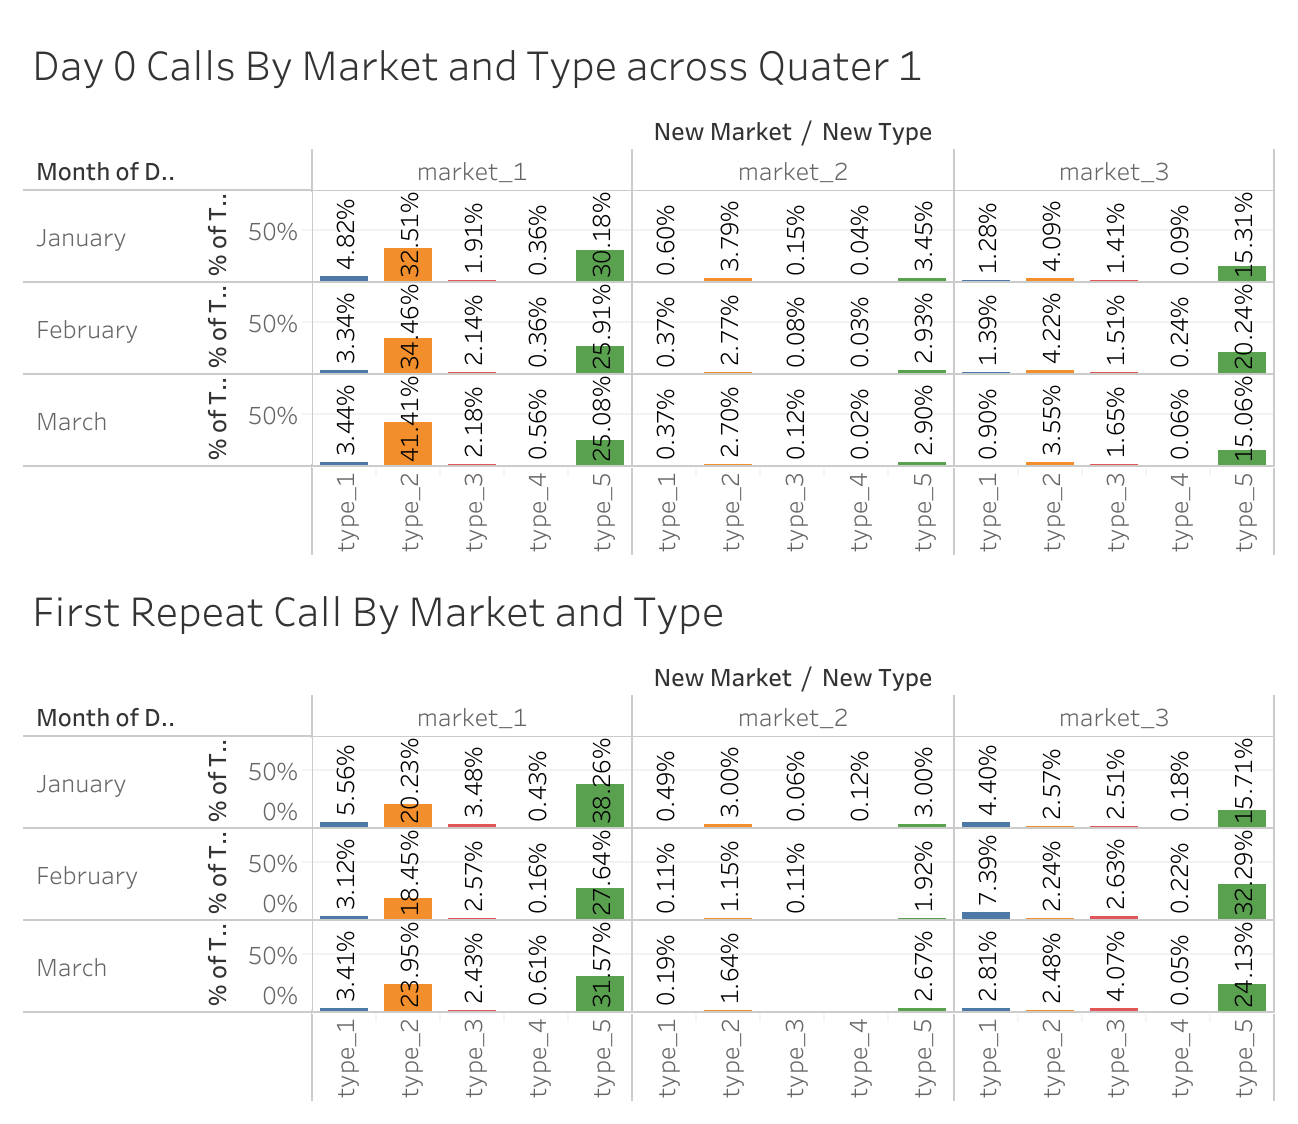 Day 0 Calls By Market and Type across Quater 1
New Market / New Type
Month of D.. market_1 market_2 market_3
January % of T.. 50% 4.82% 32.51% 1.91% 0.36% 30.18% 0.60% 3.79% 0.15% 0.04% 3.45% 1.28% 4.09% 1.41% 0.09% 15.31%
February % of T.. 50% 3.34% 34.46% 2.14% 0.36% 25.91% 0.37% 2.77% 0.08% 0.03% 2.93% 1.39% 4.22% 1.51% 0.24% 20.24%
March % of T.. 50% 3.44% 41.41% 2.18% 0.56% 25.08% 0.37% 2.70% 0.12% 0.02% 2.90% 0.90% 3.55% 1.65% 0.06% 15.06%
type_1 type_2 type_3 type_4 type_5 type_1 type_2 type_3 type_4 type_5 type_1 type_2 type_3 type_4 type_5
First Repeat Call By Market and Type
New Market / New Type
Month of D.. market_1 market_2 market_3
January % of T.. 50% 0% 5.56% 20.23% 3.48% 0.43% 38.26% 0.49% 3.00% 0.06% 0.12% 3.00% 4.40% 2.57% 2.51% 0.18% 15.71%
February % of T.. 50% 0% 3.12% 18.45% 2.57% 0.16% 27.64% 0.11% 1.15% 0.11% 1.92% 7.39% 2.24% 2.63% 0.22% 32.29%
March % of T.. 50% 0% 3.41% 23.95% 2.43% 0.61% 31.57% 0.19% 1.64% 2.67% 2.81% 2.48% 4.07% 0.05% 24.13%
type_1 type_2 type_3 type_4 type_5 type_1 type_2 type_3 type_4 type_5 type_1 type_2 type_3 type_4 type_5